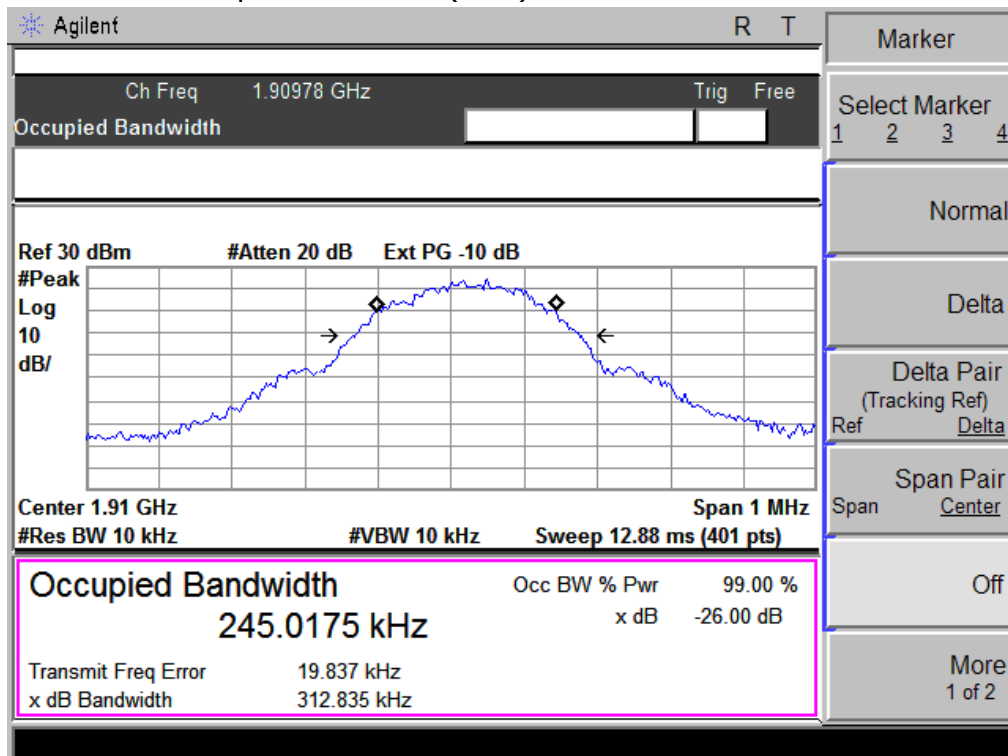 Agilent R T
Ch Freq 1.90978 GHz Trig Free
Occupied Bandwidth
Ref 30 dBm #Atten 20 dB Ext PG -10 dB
#Peak
Log
10
dB/
Center 1.91 GHz Span 1 MHz
#Res BW 10 kHz #VBW 10 kHz Sweep 12.88 ms (401 pts)
Occupied Bandwidth Occ BW % Pwr 99.00 %
245.0175 kHz x dB -26.00 dB
Transmit Freq Error 19.837 kHz
x dB Bandwidth 312.835 kHz
Marker
Select Marker
1 2 3 4
Normal
Delta
Delta Pair
(Tracking Ref)
Ref Delta
Span Pair
Span Center
Off
More
1 of 2